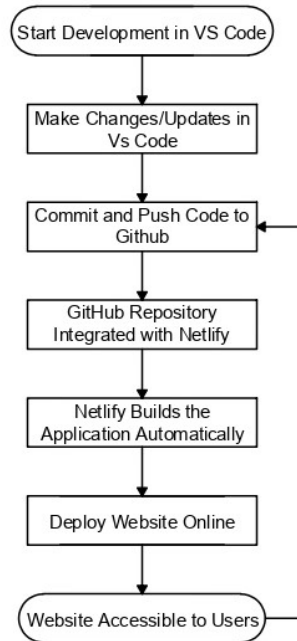 Start Development in VS Code
Make Changes/Updates in
Vs Code
Commit and Push Code to
Github
GitHub Repository
Integrated with Netlify
Netlify Builds the
Application Automatically
Deploy Website Online
Website Accessible to Users